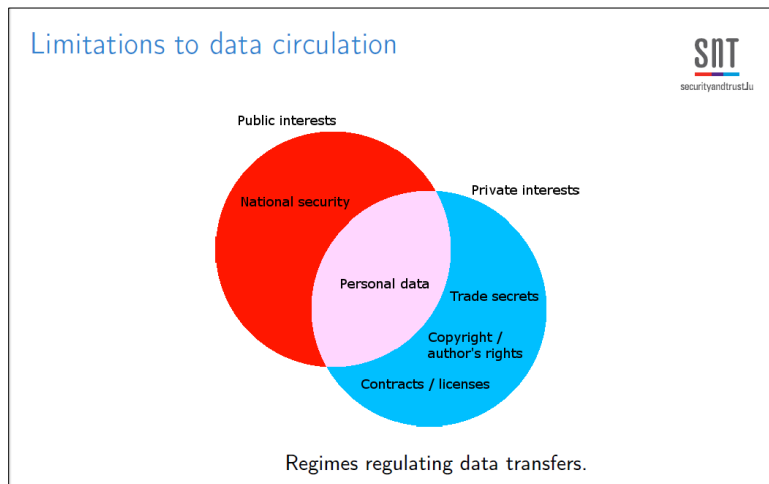 Limitations to data circulation
SnT
securityandtrust.lu
Public interests
National security
Private interests
Personal data
Trade secrets
Copyright /
author's rights
Contracts / licenses
Regimes regulating data transfers.